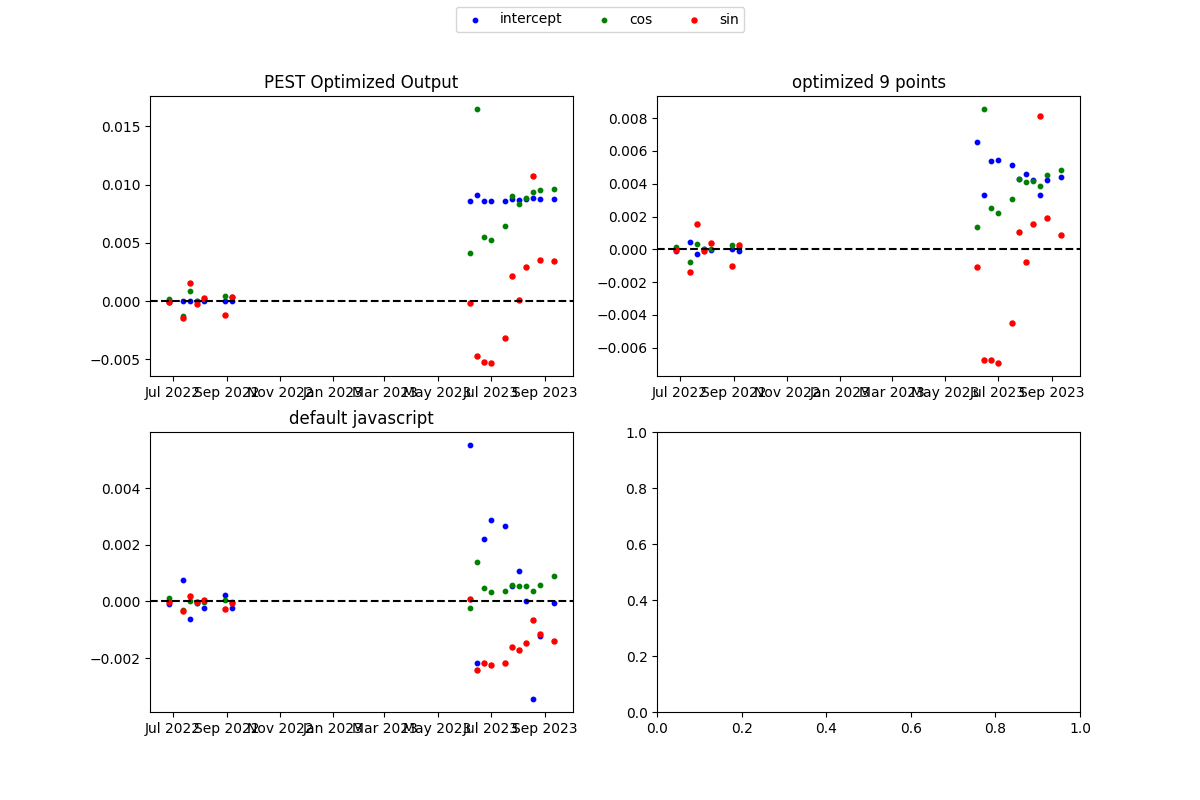 intercept cos sin
PEST Optimized Output
0.015
0.010
0.005
0.000
−0.005
Jul 2022 Sep 2022 Nov 2022 Jan 2023 Mar 2023 May 2023 Jul 2023 Sep 2023
optimized 9 points
0.008
0.006
0.004
0.002
0.000
−0.002
−0.004
−0.006
Jul 2022 Sep 2022 Nov 2022 Jan 2023 Mar 2023 May 2023 Jul 2023 Sep 2023
default javascript
0.004
0.002
0.000
−0.002
Jul 2022 Sep 2022 Nov 2022 Jan 2023 Mar 2023 May 2023 Jul 2023 Sep 2023
1.0
0.8
0.6
0.4
0.2
0.0
0.0 0.2 0.4 0.6 0.8 1.0